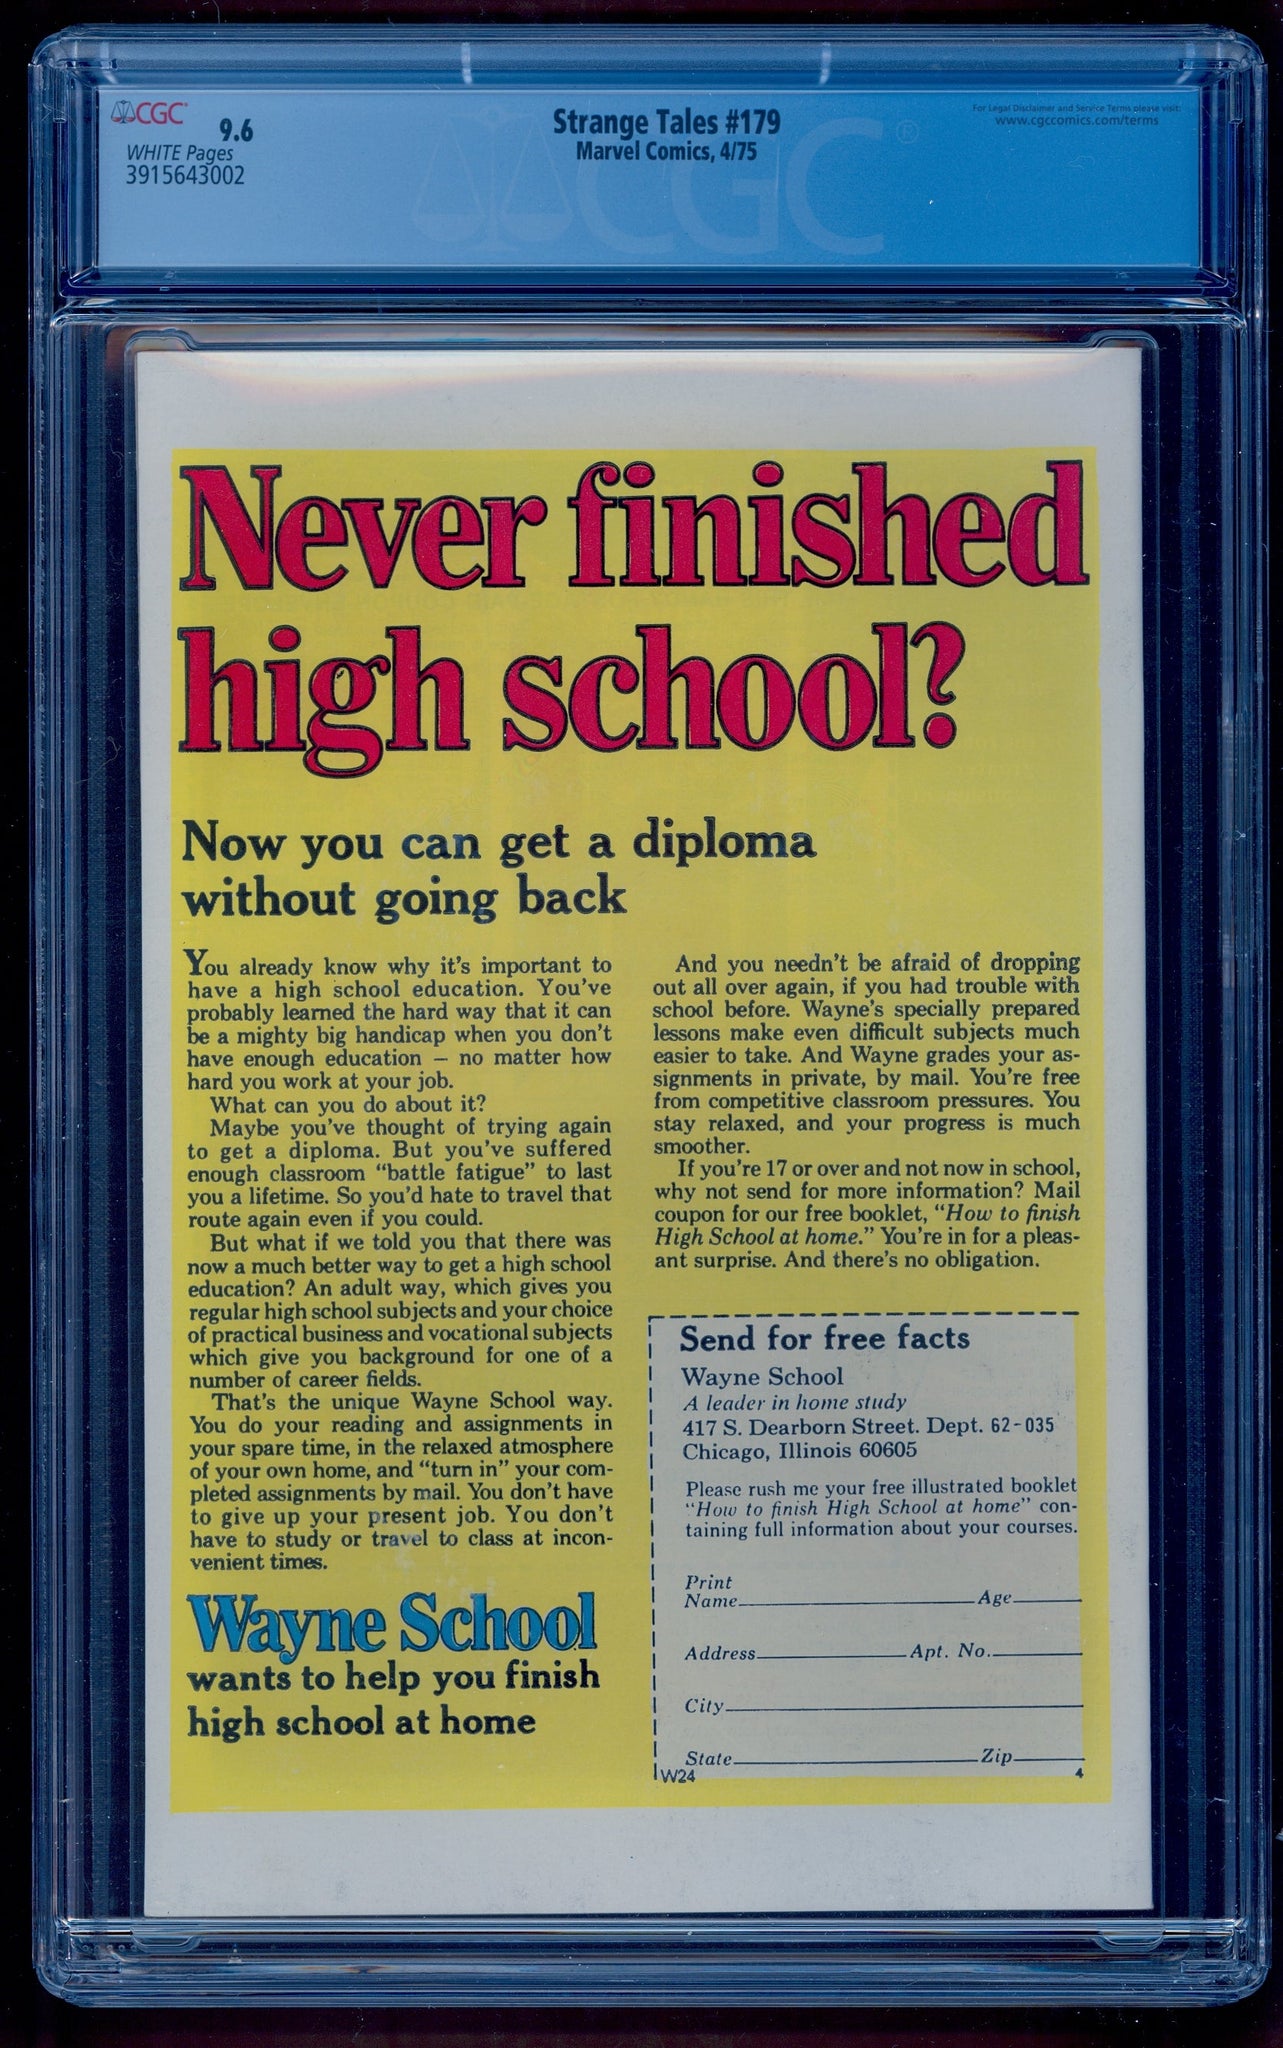 CGC
9.6
WHITE Pages
3915643002
Strange Tales #179
Marvel Comics, 4/75
For Legal Disclaimer and Service Terms please visit:
www.cgccomics.com/terms
CGC®
Never finished
high school?
Now you can get a diploma
without going back
You already know why it's important to
have a high school education. You've
probably learned the hard way that it can
be a mighty big handicap when you don't
have enough education – no matter how
hard you work at your job.
What can you do about it?
Maybe you've thought of trying again
to get a diploma. But you've suffered
enough classroom “battle fatigue” to last
you a lifetime. So you'd hate to travel that
route again even if you could.
But what if we told you that there was
now a much better way to get a high school
education? An adult way, which gives you
regular high school subjects and your choice
of practical business and vocational subjects
which give you background for one of a
number of career fields.
That's the unique Wayne School way.
You do your reading and assignments in
your spare time, in the relaxed atmosphere
of your own home, and “turn in” your com-
pleted assignments by mail. You don't have
to give up your present job. You don't
have to study or travel to class at incon-
venient times.
Wayne School
wants to help you finish
high school at home
And you needn't be afraid of dropping
out all over again, if you had trouble with
school before. Wayne's specially prepared
lessons make even difficult subjects much
easier to take. And Wayne grades your as-
signments in private, by mail. You're free
from competitive classroom pressures. You
stay relaxed, and your progress is much
smoother.
If you're 17 or over and not now in school,
why not send for more information? Mail
coupon for our free booklet, “How to finish
High School at home.” You're in for a pleas-
ant surprise. And there's no obligation.
Send for free facts
Wayne School
A leader in home study
417 S. Dearborn Street. Dept. 62-035
Chicago, Illinois 60605
Please rush me your free illustrated booklet
“How to finish High School at home” con-
taining full information about your courses.
Print
Name Age
Address Apt. No.
City
State Zip
W24 4